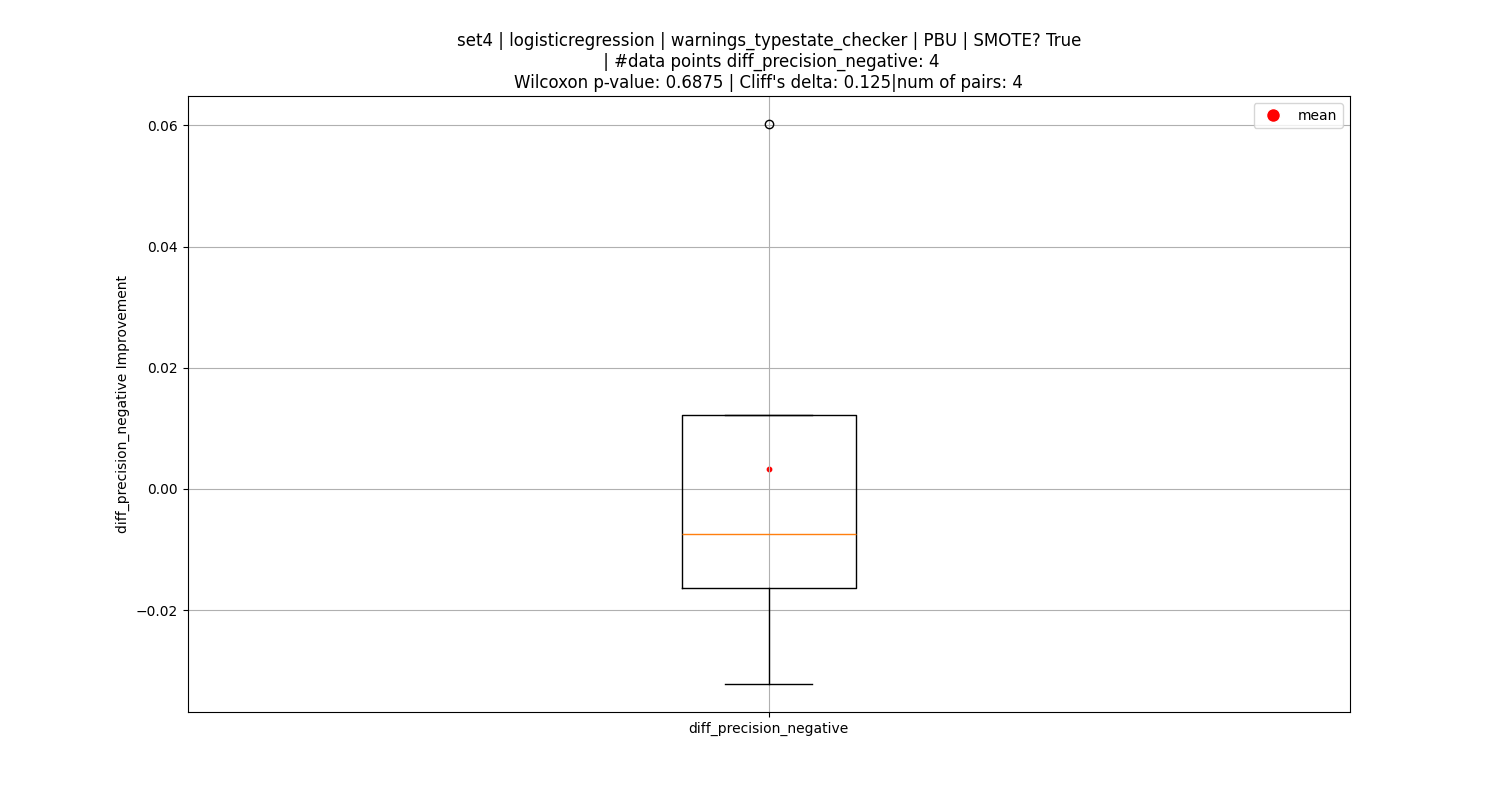 set4 | logisticregression | warnings_typestate_checker | PBU | SMOTE? True
| #data points diff_precision_negative: 4
Wilcoxon p-value: 0.6875 | Cliff's delta: 0.125|num of pairs: 4
mean
0.06
0.04
0.02
0.00
−0.02
diff_precision_negative Improvement
diff_precision_negative